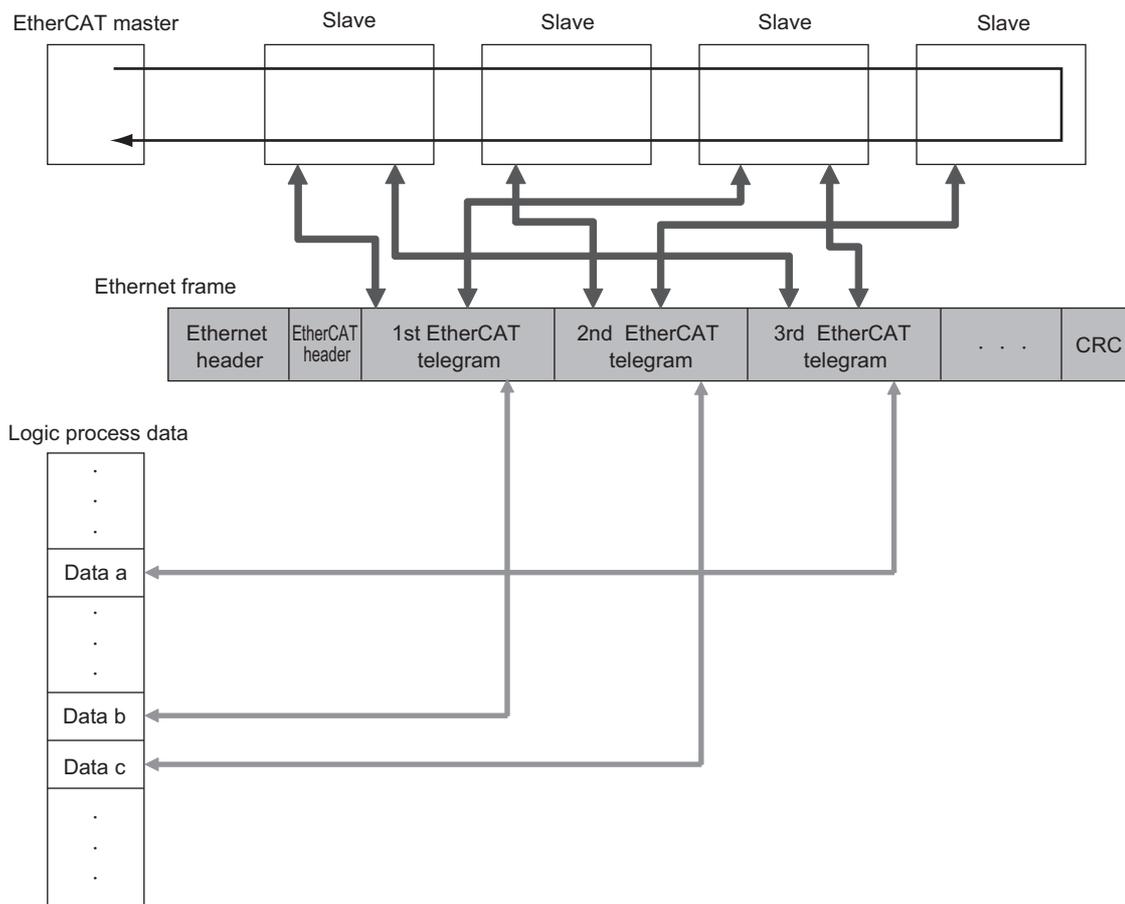 EtherCAT master
Slave
Slave
Slave
Slave
Ethernet frame
Ethernet
header
EtherCAT
header
1st EtherCAT
telegram
2nd EtherCAT
telegram
3rd EtherCAT
telegram
. . .
CRC
Logic process data
.
.
.
Data a
.
.
.
Data b
Data c
.
.
.